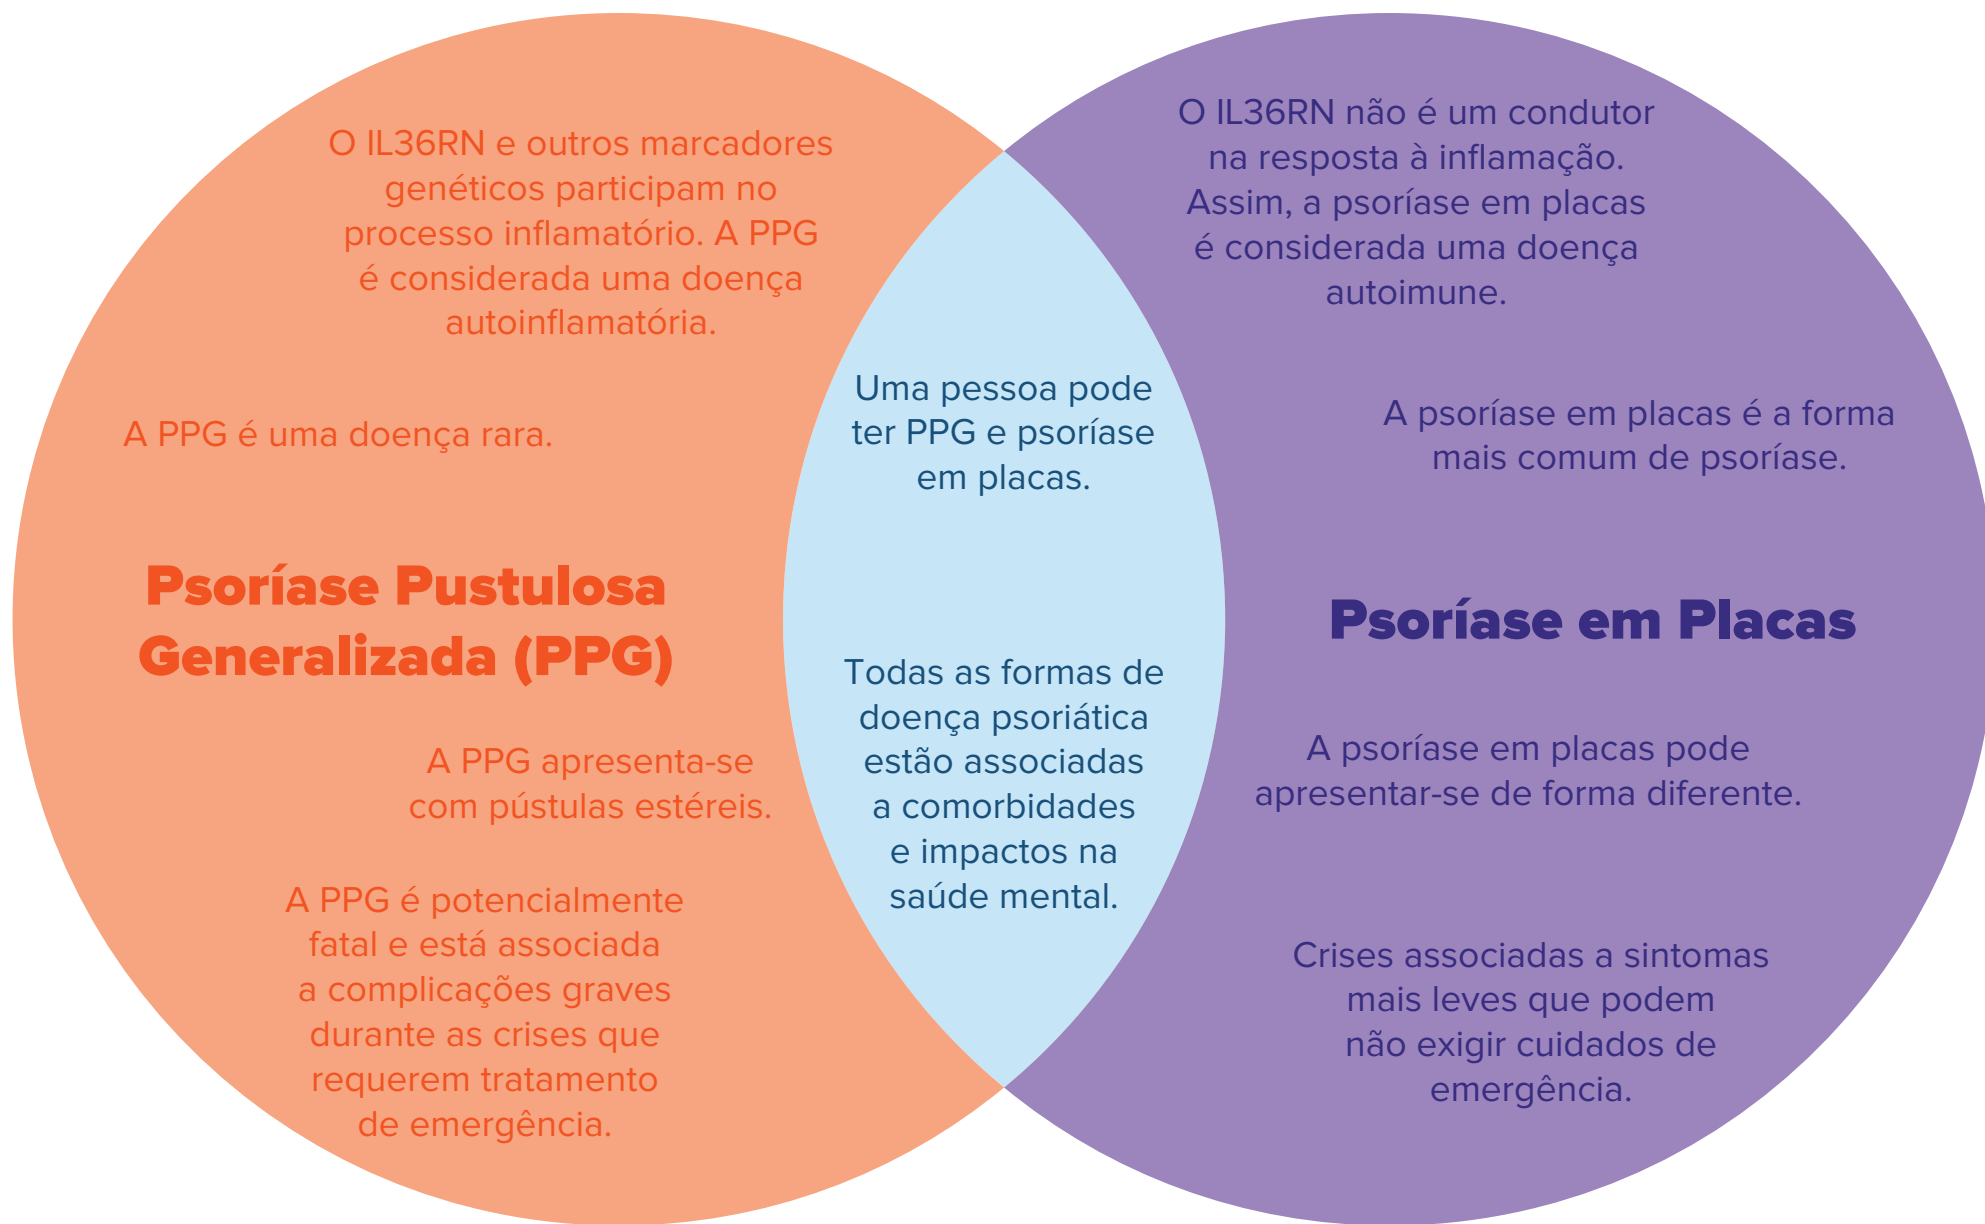 O IL36RN e outros marcadores
genéticos participam no
processo inflamatório. A PPG
é considerada uma doença
autoinflamatória.
A PPG é uma doença rara.
Psoríase Pustulosa
Generalizada (PPG)
A PPG apresenta-se
com pústulas estéreis.
A PPG é potencialmente
fatal e está associada
a complicações graves
durante as crises que
requerem tratamento
de emergência.
Uma pessoa pode
ter PPG e psoríase
em placas.
Todas as formas de
doença psoriática
estão associadas
a comorbidades
e impactos na
saúde mental.
O IL36RN não é um condutor
na resposta à inflamação.
Assim, a psoríase em placas
é considerada uma doença
autoimune.
A psoríase em placas é a forma
mais comum de psoríase.
Psoríase em Placas
A psoríase em placas pode
apresentar-se de forma diferente.
Crises associadas a sintomas
mais leves que podem
não exigir cuidados de
emergência.